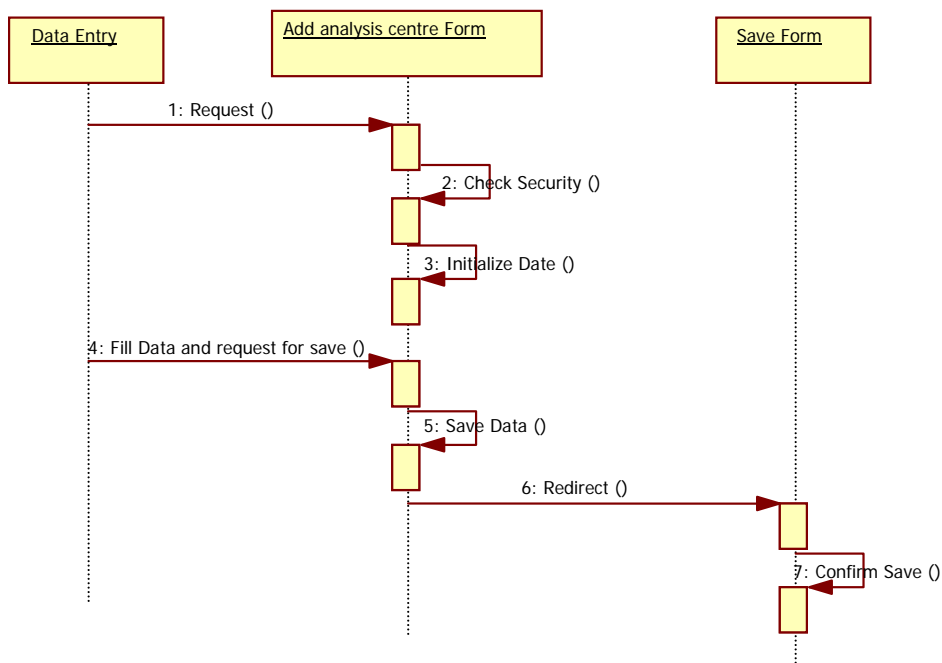 Data Entry
Add analysis centre Form
Save Form
1: Request ()
2: Check Security ()
3: Initialize Date ()
4: Fill Data and request for save ()
5: Save Data ()
6: Redirect ()
7: Confirm Save ()